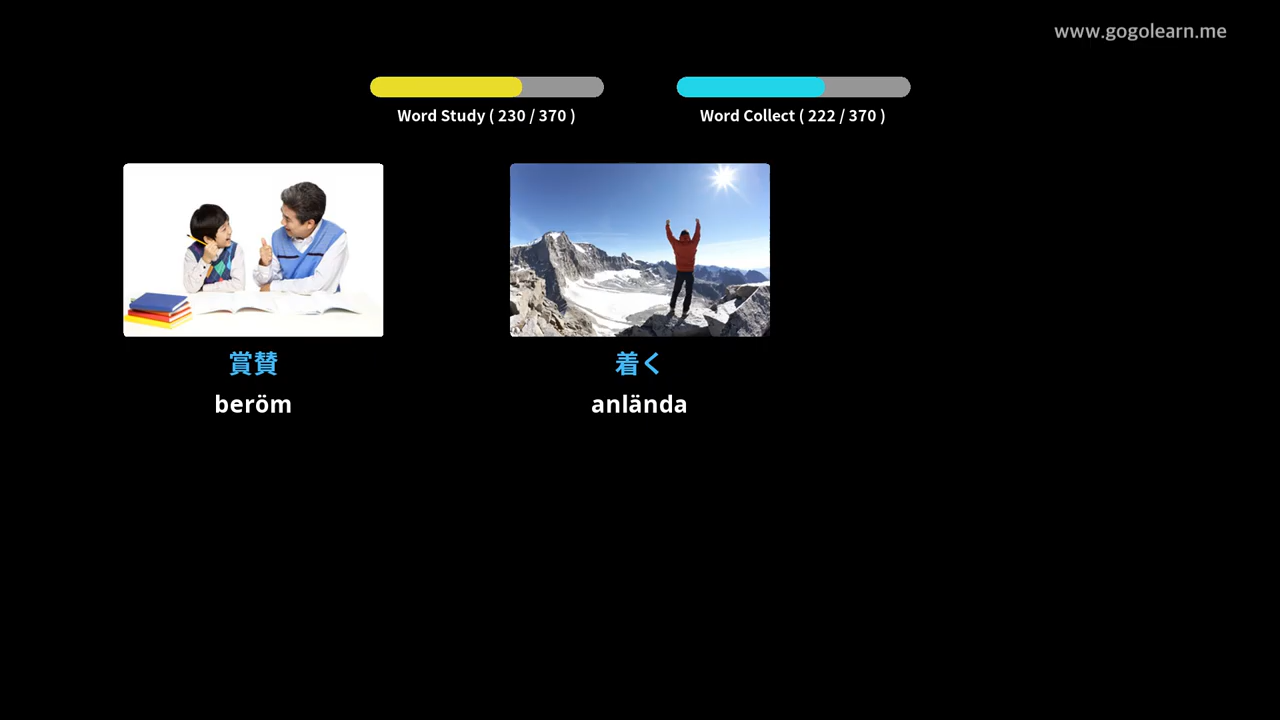 www.gogolearn.me
Word Study ( 230 / 370 )
Word Collect ( 222 / 370 )
賞賛
beröm
着く
anlända